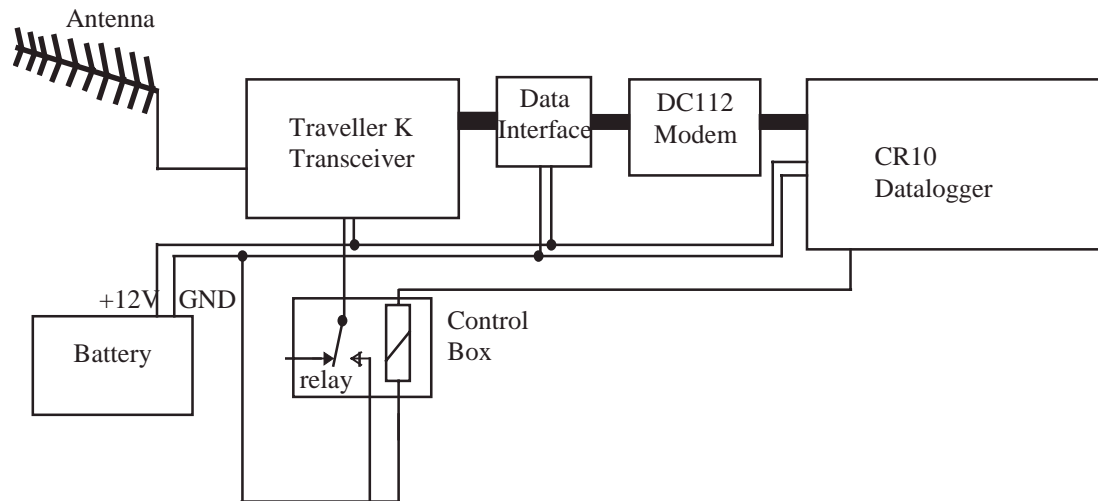 Antenna
Traveller K
Transceiver
Data
Interface
DC112
Modem
CR10
Datalogger
+12V GND
Battery
Control
Box
relay